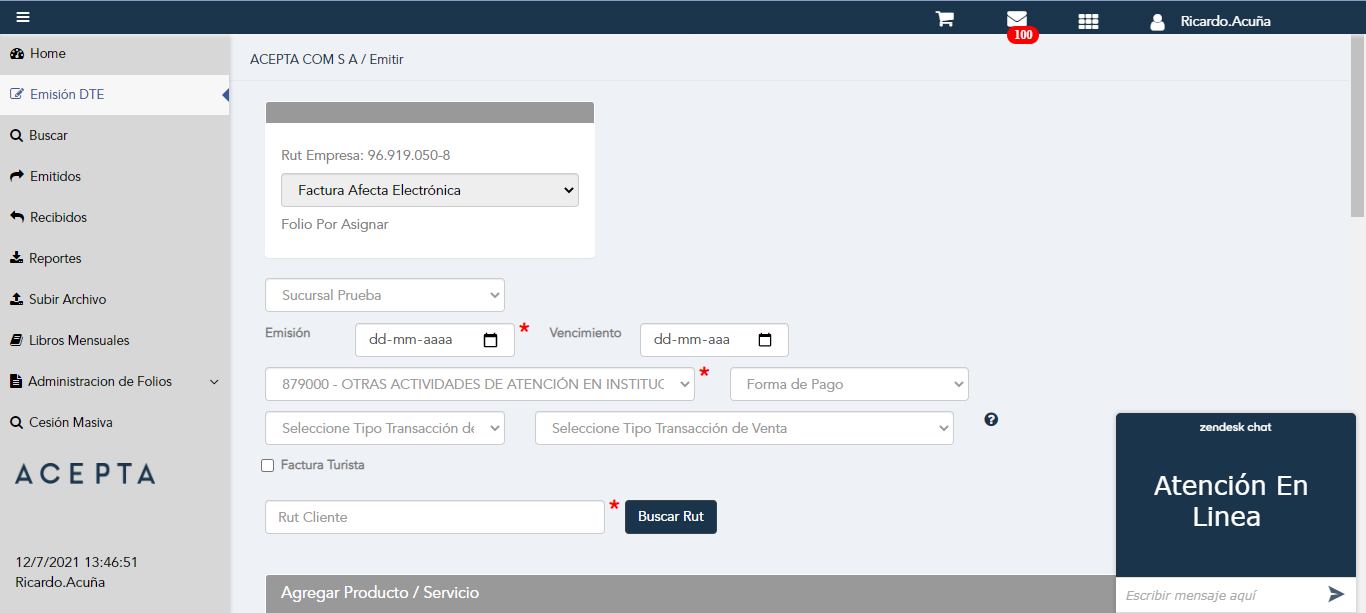 Ricardo.Acuña
100
Home
ACEPTA COM S A / Emitir
Emisión DTE
Buscar
Emitidos
Recibidos
Reportes
Subir Archivo
Libros Mensuales
Administracion de Folios
Cesión Masiva
ACEPTA
12/7/2021 13:46:51
Ricardo.Acuña
Rut Empresa: 96.919.050-8
Factura Afecta Electrónica
Folio Por Asignar
Sucursal Prueba
Emisión dd-mm-aaaa * Vencimiento dd-mm-aaa
879000 - OTRAS ACTIVIDADES DE ATENCIÓN EN INSTITUC * Forma de Pago
Seleccione Tipo Transacción de Seleccione Tipo Transacción de Venta ?
Factura Turista
Rut Cliente * Buscar Rut
Agregar Producto / Servicio
zendesk chat
Atención En
Linea
Escribir mensaje aquí